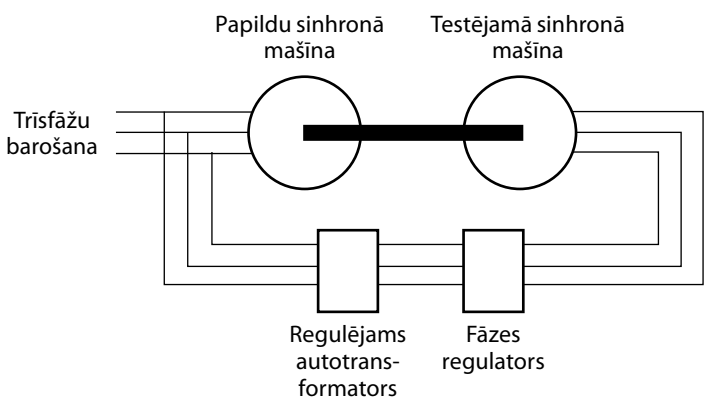 Papildu sinhronā
mašīna
Testējamā sinhronā
mašīna
Trīsfāžu
barošana
Regulējams
autotrans-
formators
Fāzes
regulators